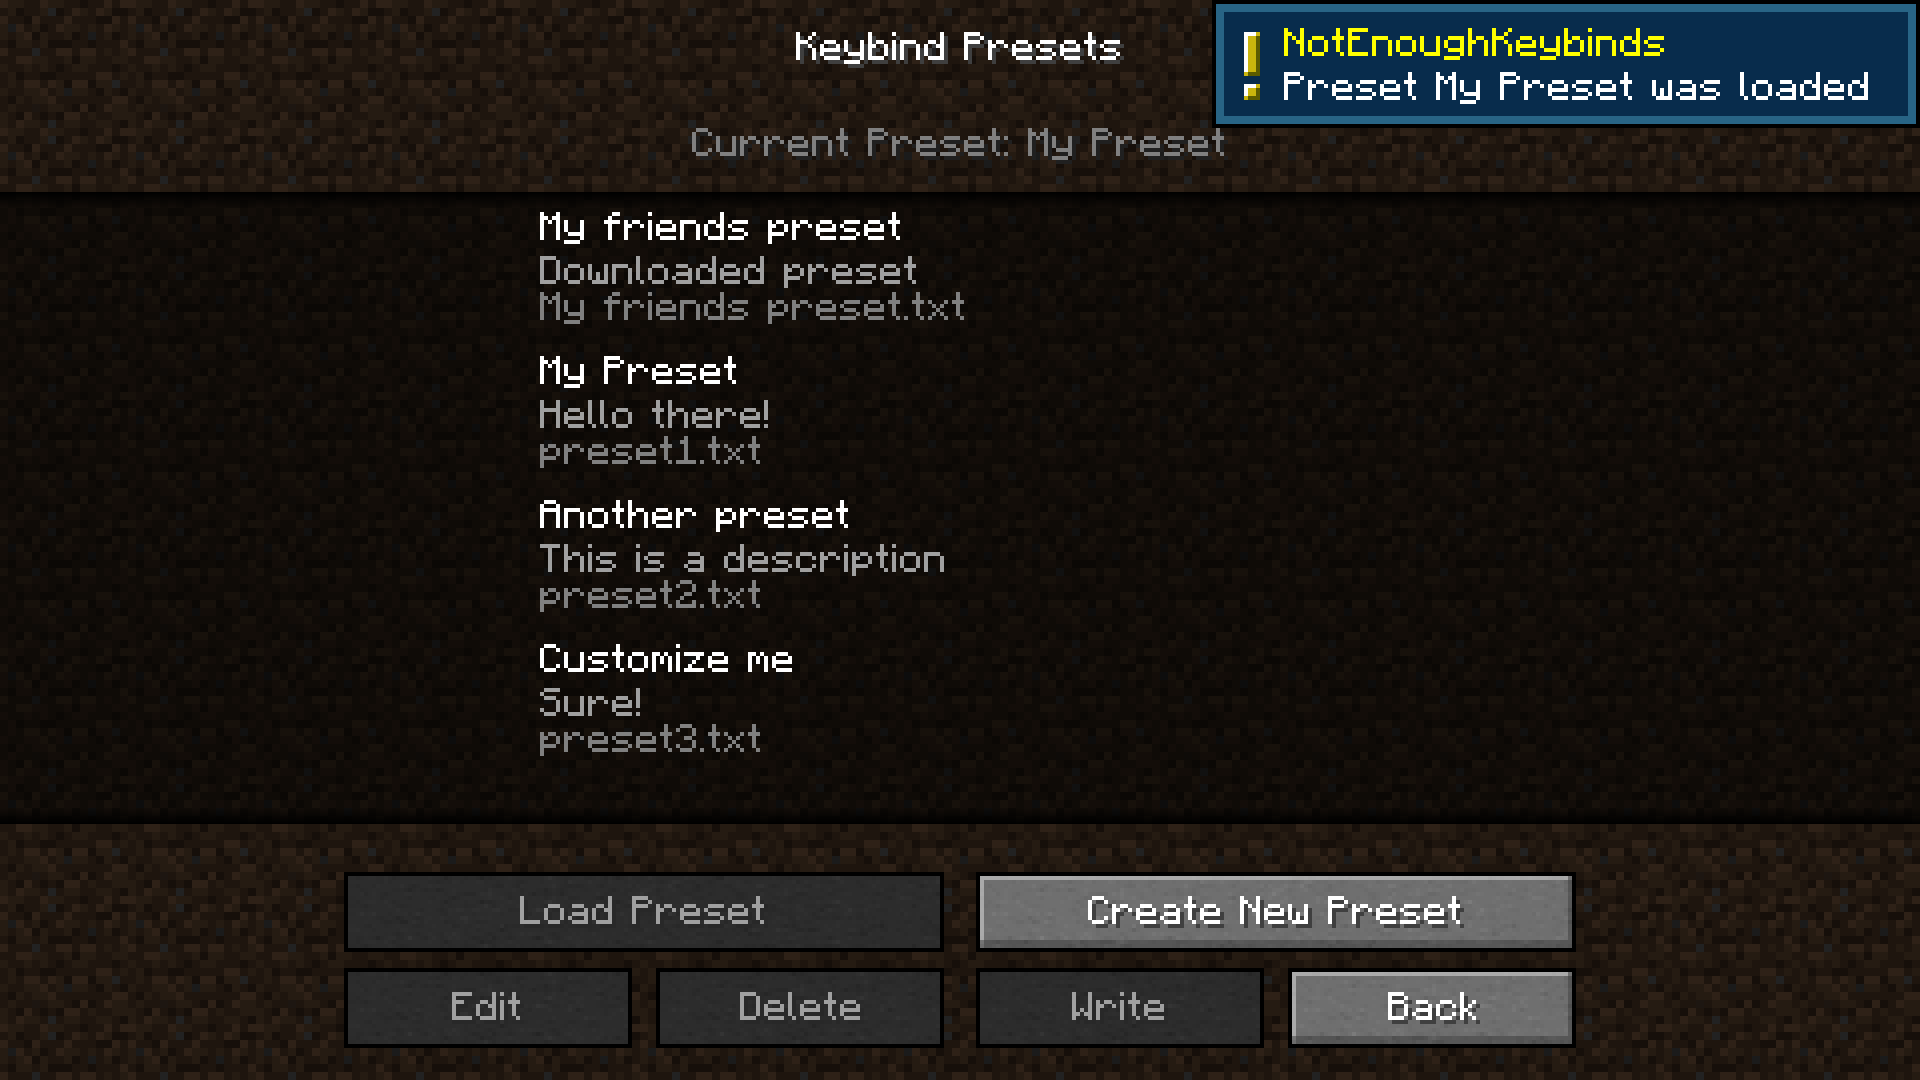 Keybind Presets
NotEnoughKeybinds
Preset My Preset was loaded
Current Preset: My Preset
My friends preset
Downloaded preset
My friends preset.txt
My Preset
Hello there!
preset1.txt
Another preset
This is a description
preset2.txt
Customize me
Sure!
preset3.txt
Load Preset
Create New Preset
Edit
Delete
Write
Back